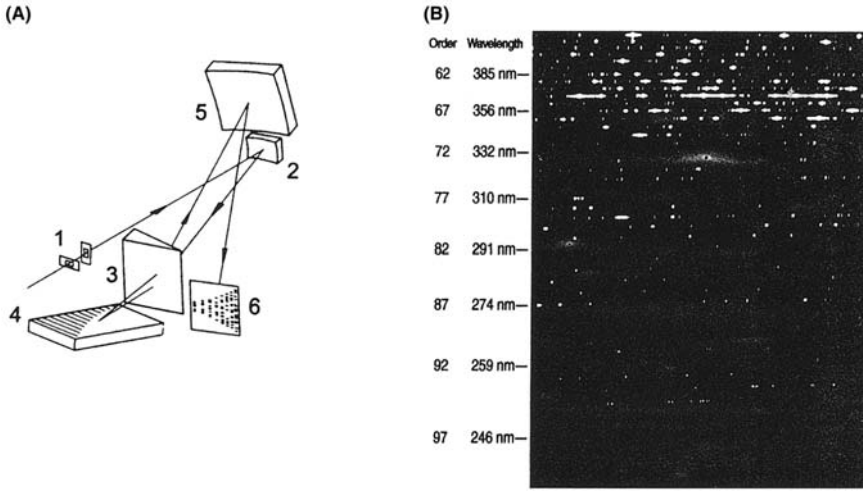 (A)
5
2
1
3
4
6
(B)
Order Wavelength
62 385 nm
67 356 nm
72 332 nm
77 310 nm
82 291 nm
87 274 nm
92 259 nm
97 246 nm